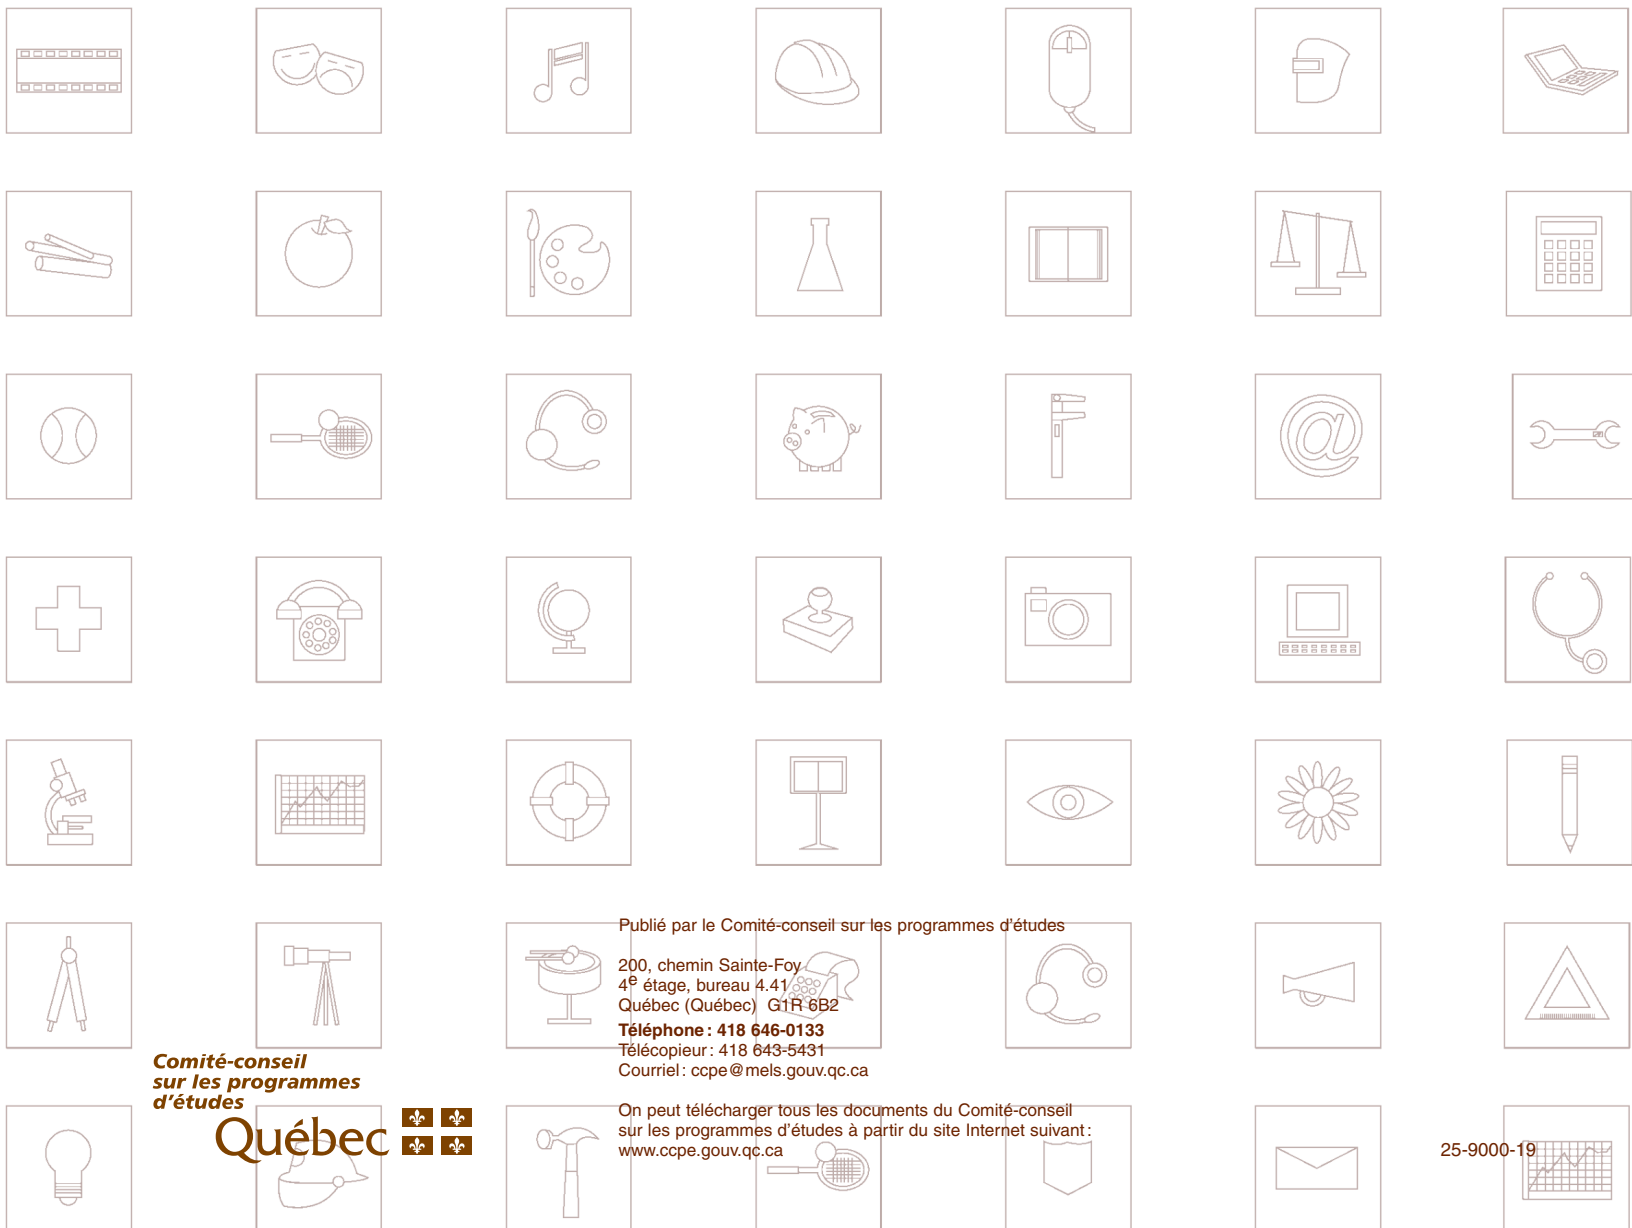 Publié par le Comité-conseil sur les programmes d'études
200, chemin Sainte-Foy
4e étage, bureau 4.41
Québec (Québec) G1R 6B2
Téléphone : 418 646-0133
Télécopieur : 418 643-5431
Courriel : ccpe@mels.gouv.qc.ca
On peut télécharger tous les documents du Comité-conseil
sur les programmes d'études à partir du site Internet suivant :
www.ccpe.gouv.qc.ca
Comité-conseil
sur les programmes
d'études
Québec
25-9000-19